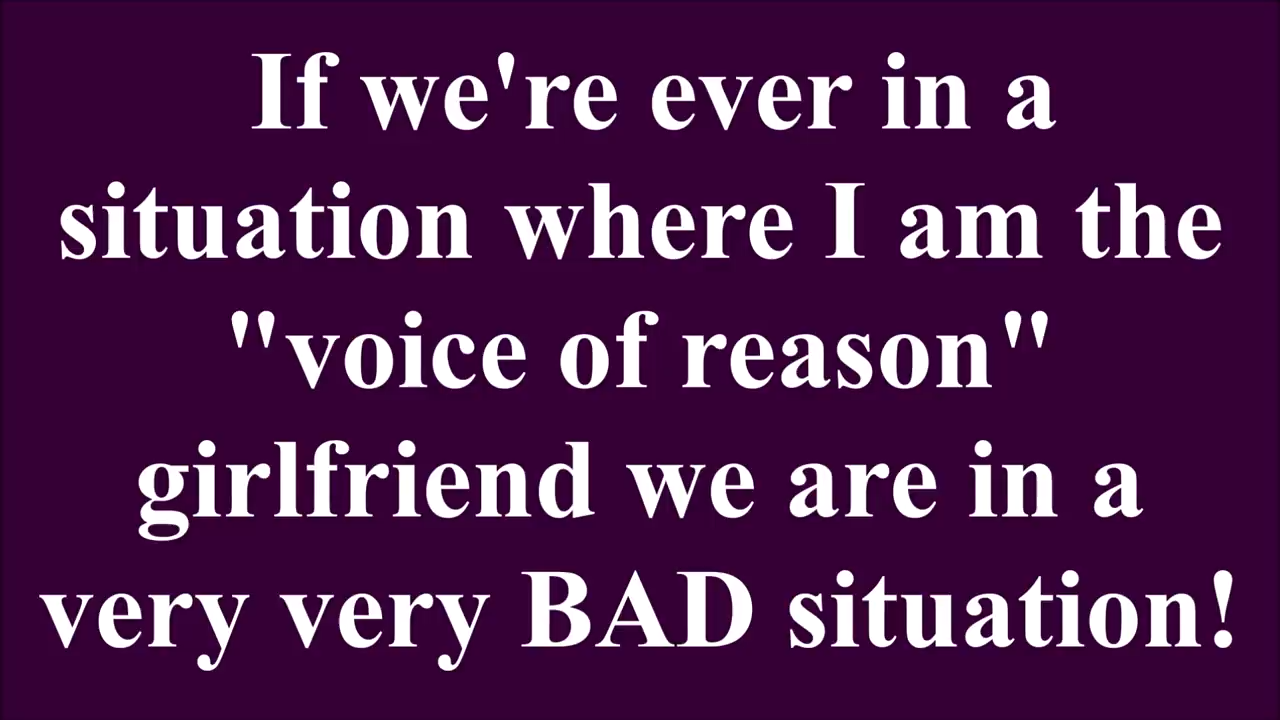 If we're ever in a
situation where I am the
"voice of reason"
girlfriend we are in a
very very BAD situation!